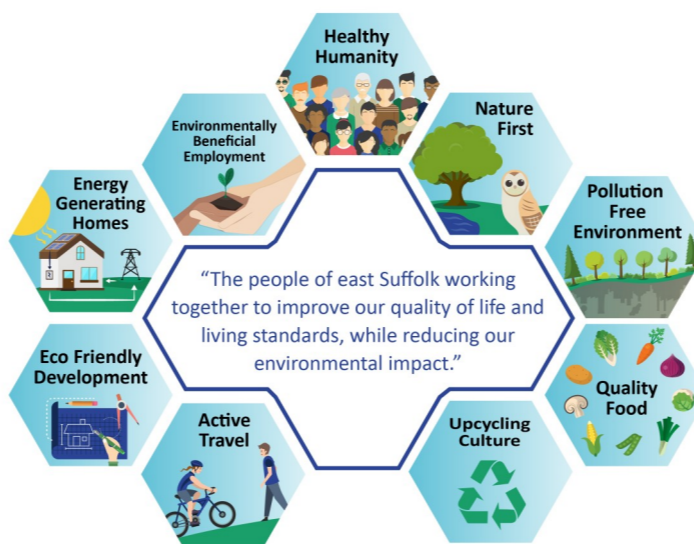 Healthy
Humanity
Environmentally
Beneficial
Employment
Nature
First
Energy
Generating
Homes
Pollution
Free
Environment
“The people of east Suffolk working
together to improve our quality of life and
living standards, while reducing our
environmental impact.”
Eco Friendly
Development
Quality
Food
Active
Travel
Upcycling
Culture